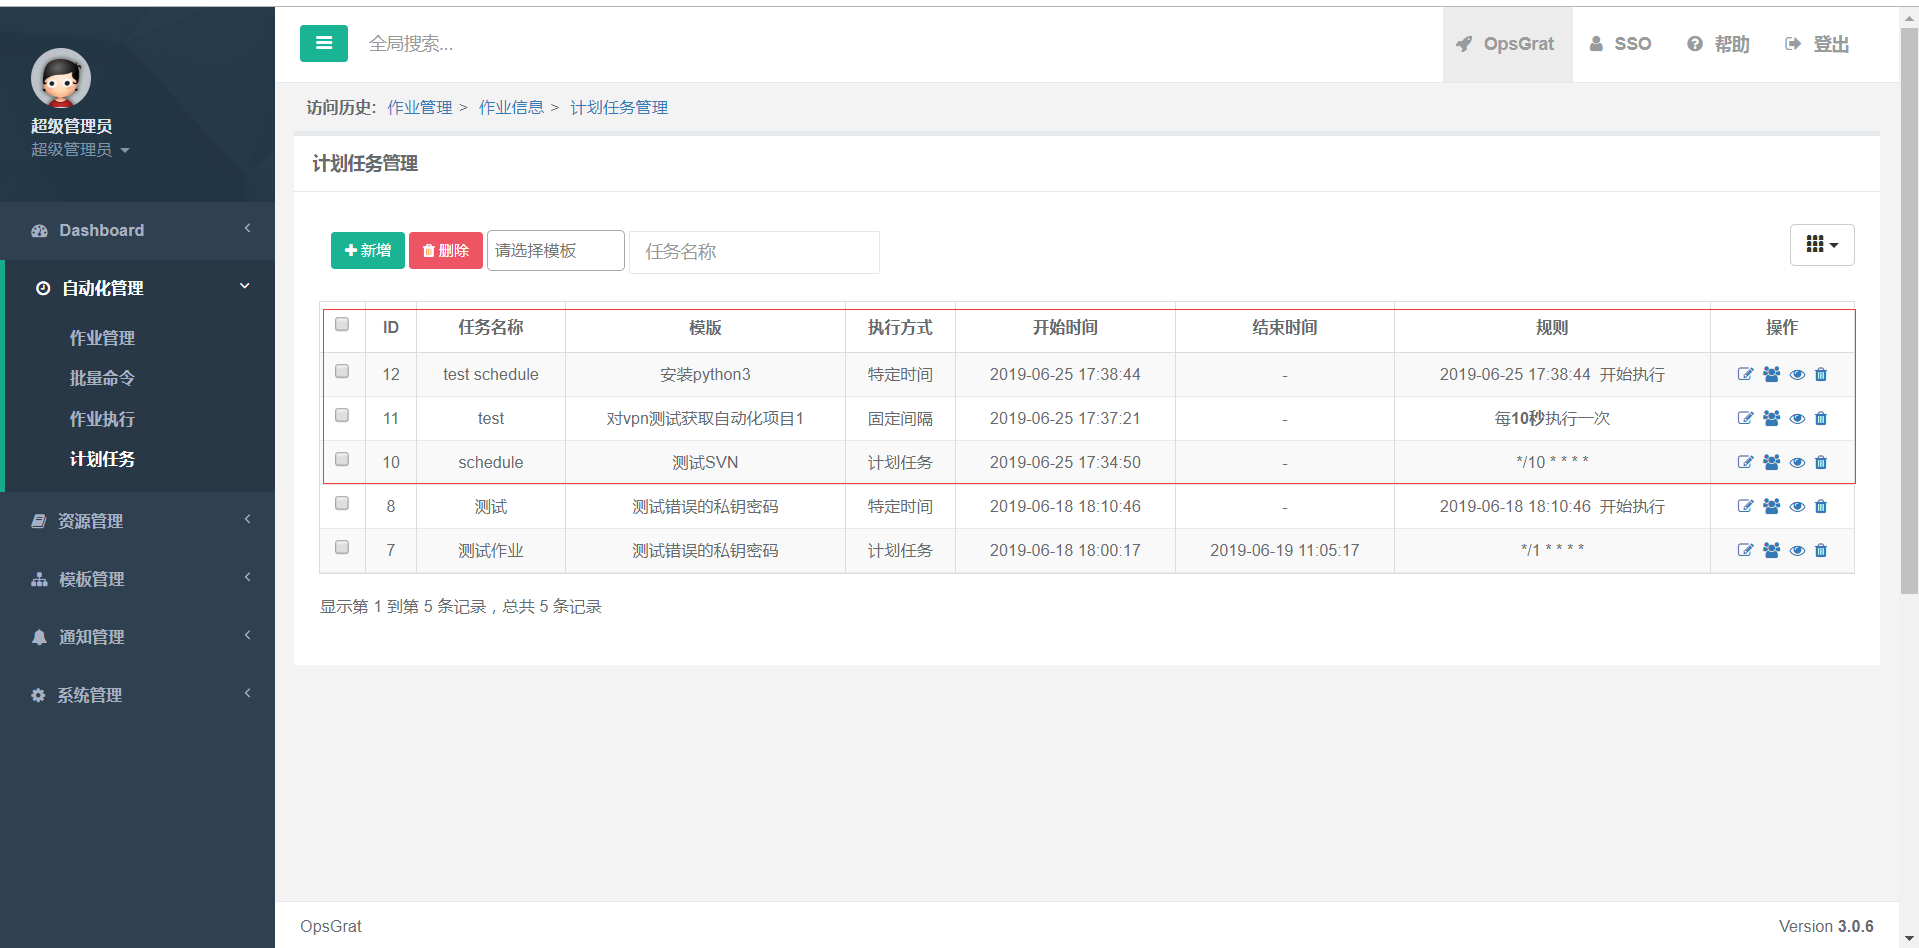 超级管理员
超级管理员
Dashboard
自动化管理
作业管理
批量命令
作业执行
计划任务
资源管理
模板管理
通知管理
系统管理
全局搜索...
OpsGrat SSO 帮助 登出
访问历史: 作业管理 > 作业信息 > 计划任务管理
计划任务管理
新增 删除 请选择模板 任务名称
ID 任务名称 模版 执行方式 开始时间 结束时间 规则 操作
12 test schedule 安装python3 特定时间 2019-06-25 17:38:44 - 2019-06-25 17:38:44 开始执行
11 test 对vpn测试获取自动化项目1 固定间隔 2019-06-25 17:37:21 - 每10秒执行一次
10 schedule 测试SVN 计划任务 2019-06-25 17:34:50 - */10 * * * *
8 测试 测试错误的私钥密码 特定时间 2019-06-18 18:10:46 - 2019-06-18 18:10:46 开始执行
7 测试作业 测试错误的私钥密码 计划任务 2019-06-18 18:00:17 2019-06-19 11:05:17 */1 * * * *
显示第 1 到第 5 条记录，总共 5 条记录
OpsGrat Version 3.0.6